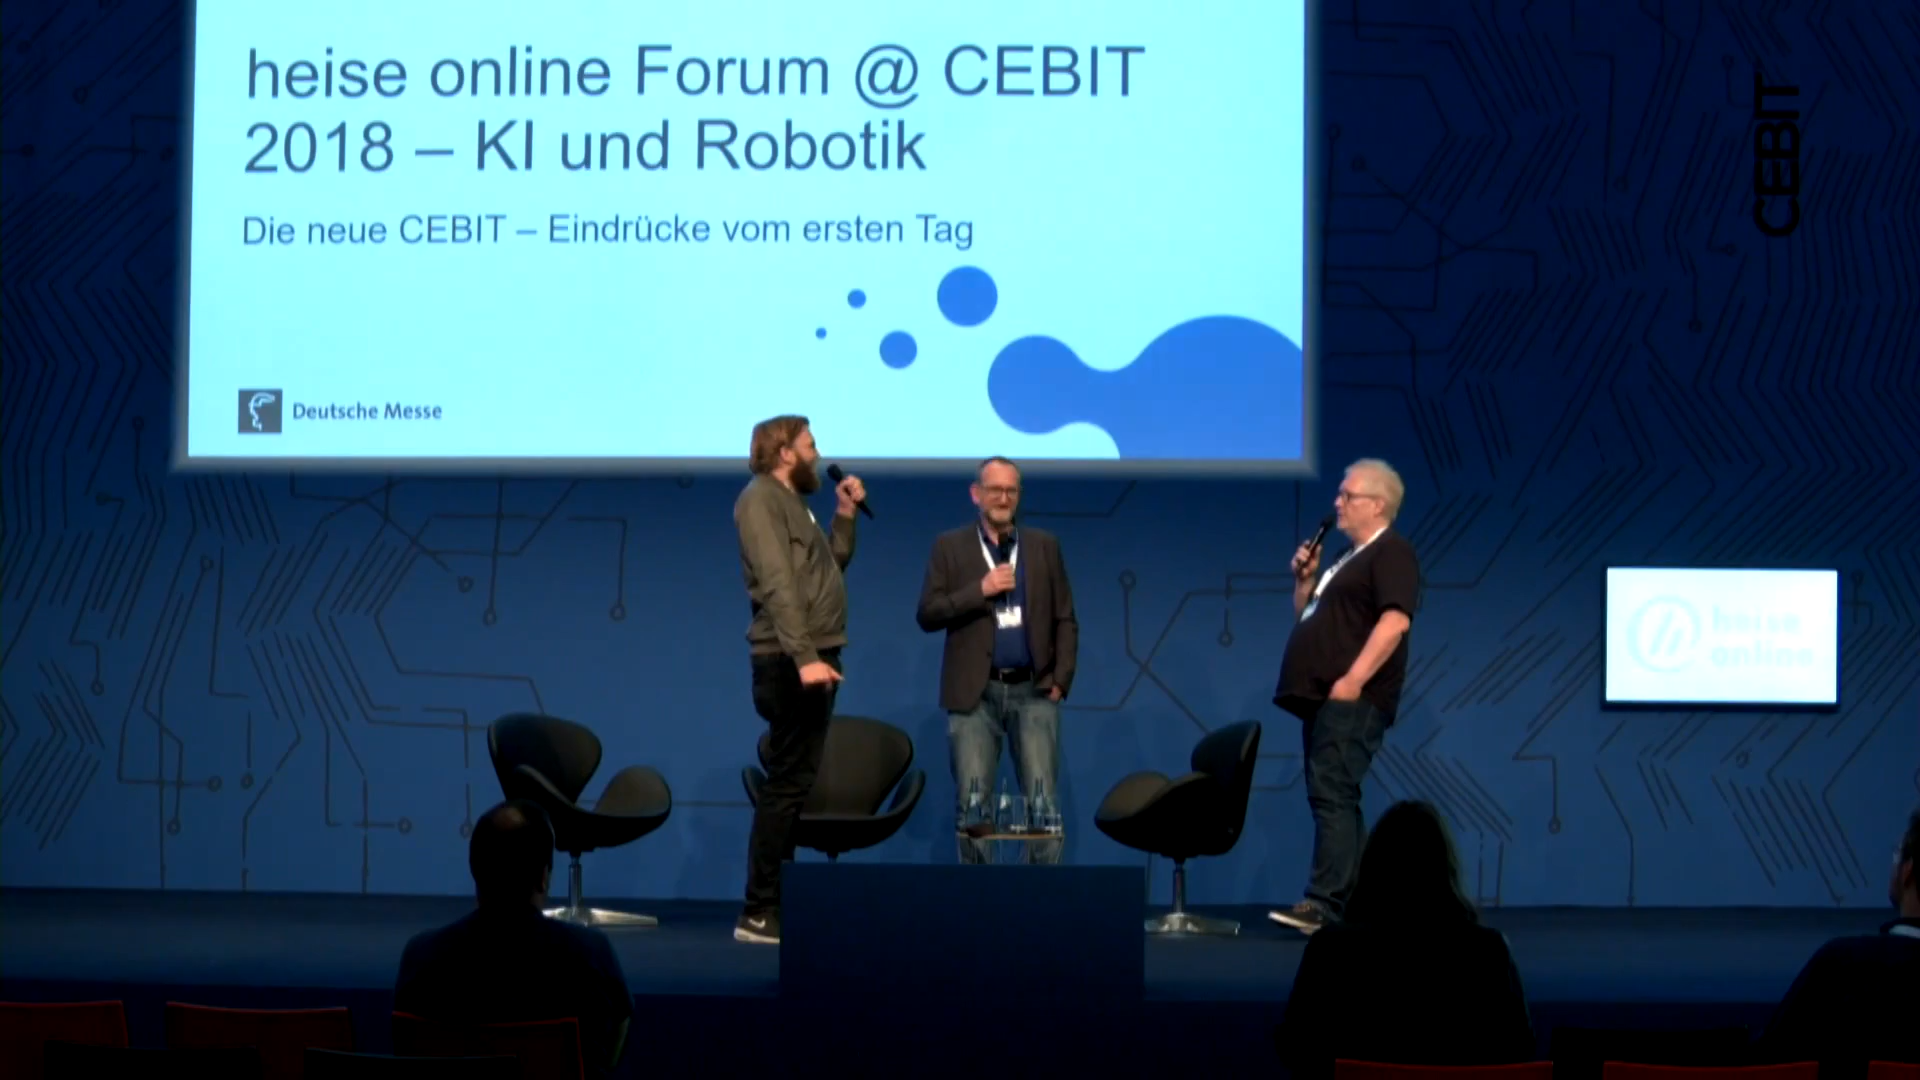 heise online Forum @ CEBIT
2018 – KI und Robotik
Die neue CEBIT – Eindrücke vom ersten Tag
Deutsche Messe
CEBIT
heise
online